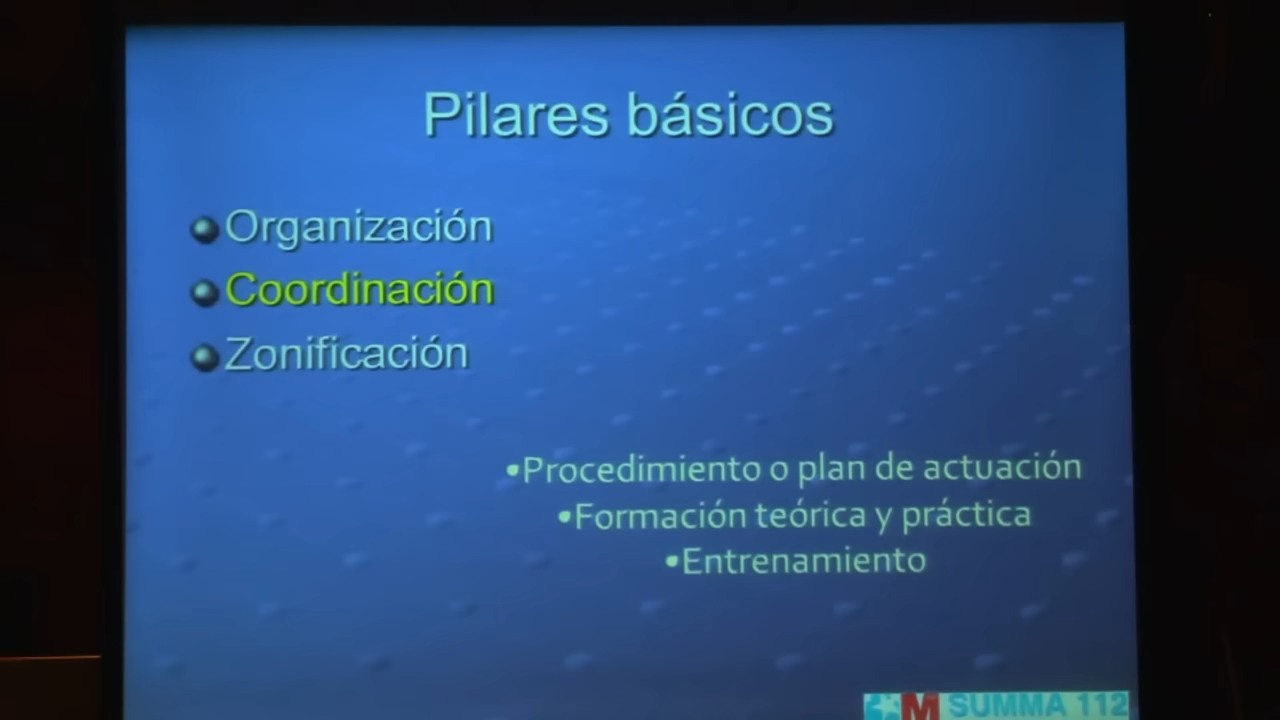 Pilares básicos
Organización
Coordinación
Zonificación
•Procedimiento o plan de actuación
•Formación teórica y práctica
•Entrenamiento
M SUMMA 112